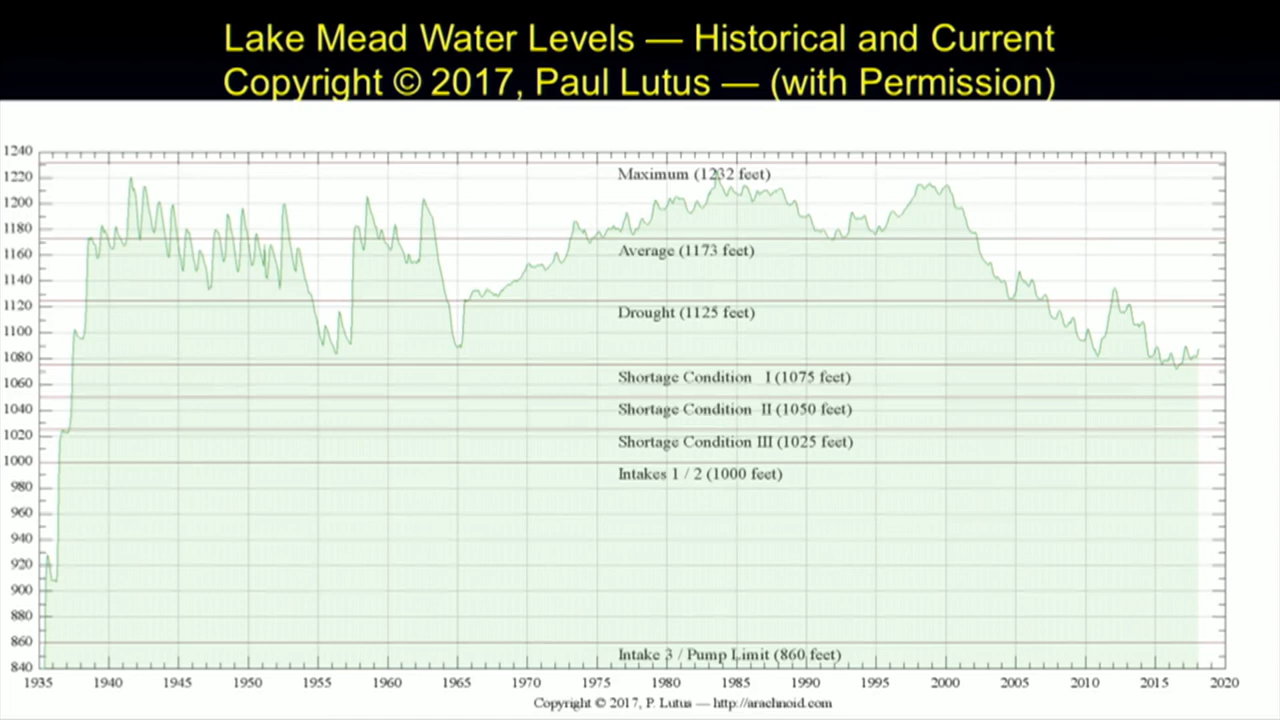 Lake Mead Water Levels — Historical and Current
Copyright © 2017, Paul Lutus — (with Permission)
1240
1220
1200
1180
1160
1140
1120
1100
1080
1060
1040
1020
1000
980
960
940
920
900
880
860
840
Maximum (1232 feet)
Average (1173 feet)
Drought (1125 feet)
Shortage Condition I (1075 feet)
Shortage Condition II (1050 feet)
Shortage Condition III (1025 feet)
Intakes 1 / 2 (1000 feet)
Intake 3 / Pump Limit (860 feet)
1935 1940 1945 1950 1955 1960 1965 1970 1975 1980 1985 1990 1995 2000 2005 2010 2015 2020
Copyright © 2017, P. Lutus — http://arachnoid.com